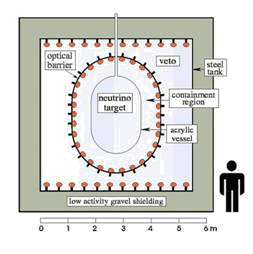 optical
barrier
veto
steel
tank
neutrino
target
containment
region
acrylic
vessel
low activity gravel shielding
0 1 2 3 4 5 6 m